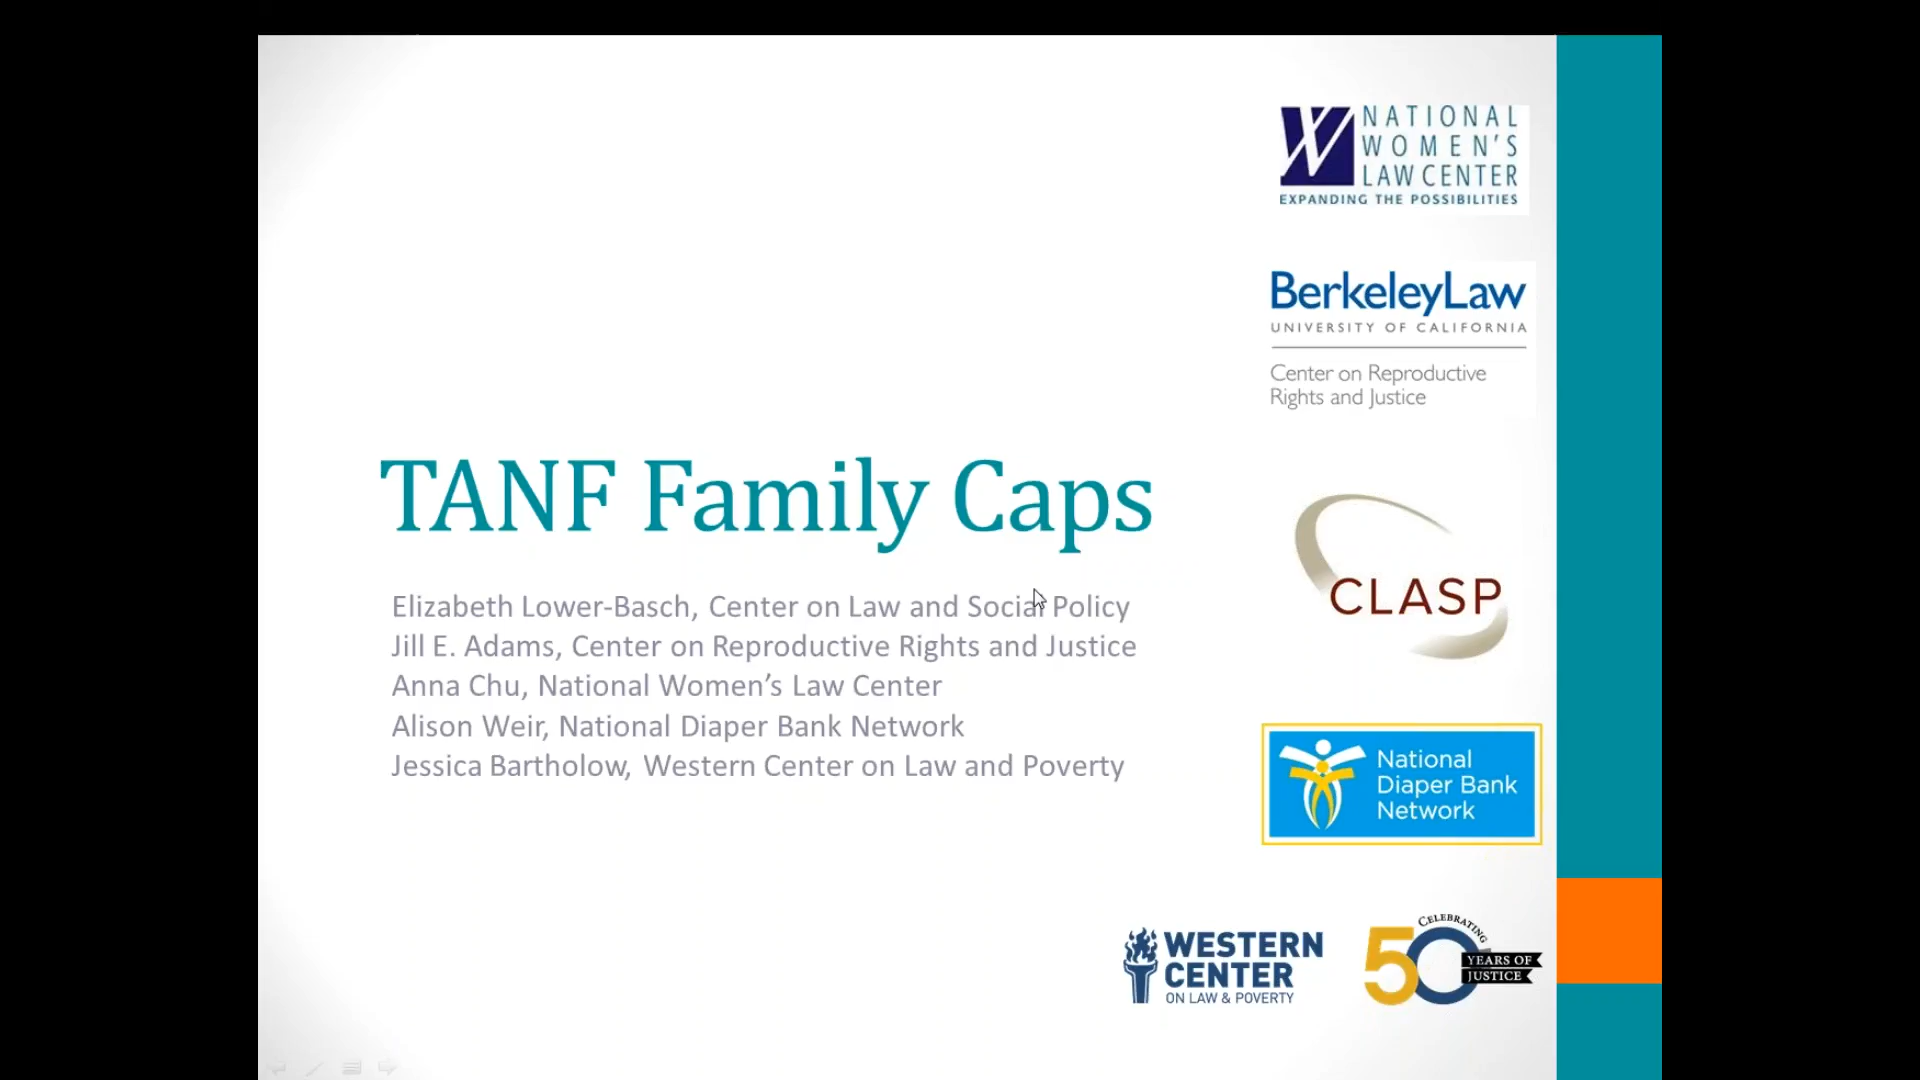 TANF Family Caps
Elizabeth Lower-Basch, Center on Law and Social Policy
Jill E. Adams, Center on Reproductive Rights and Justice
Anna Chu, National Women’s Law Center
Alison Weir, National Diaper Bank Network
Jessica Bartholow, Western Center on Law and Poverty
NATIONAL
WOMEN'S
LAW CENTER
EXPANDING THE POSSIBILITIES
BerkeleyLaw
UNIVERSITY OF CALIFORNIA
Center on Reproductive
Rights and Justice
CLASP
National
Diaper Bank
Network
WESTERN
CENTER
ON LAW & POVERTY
CELEBRATING
50
YEARS OF
JUSTICE